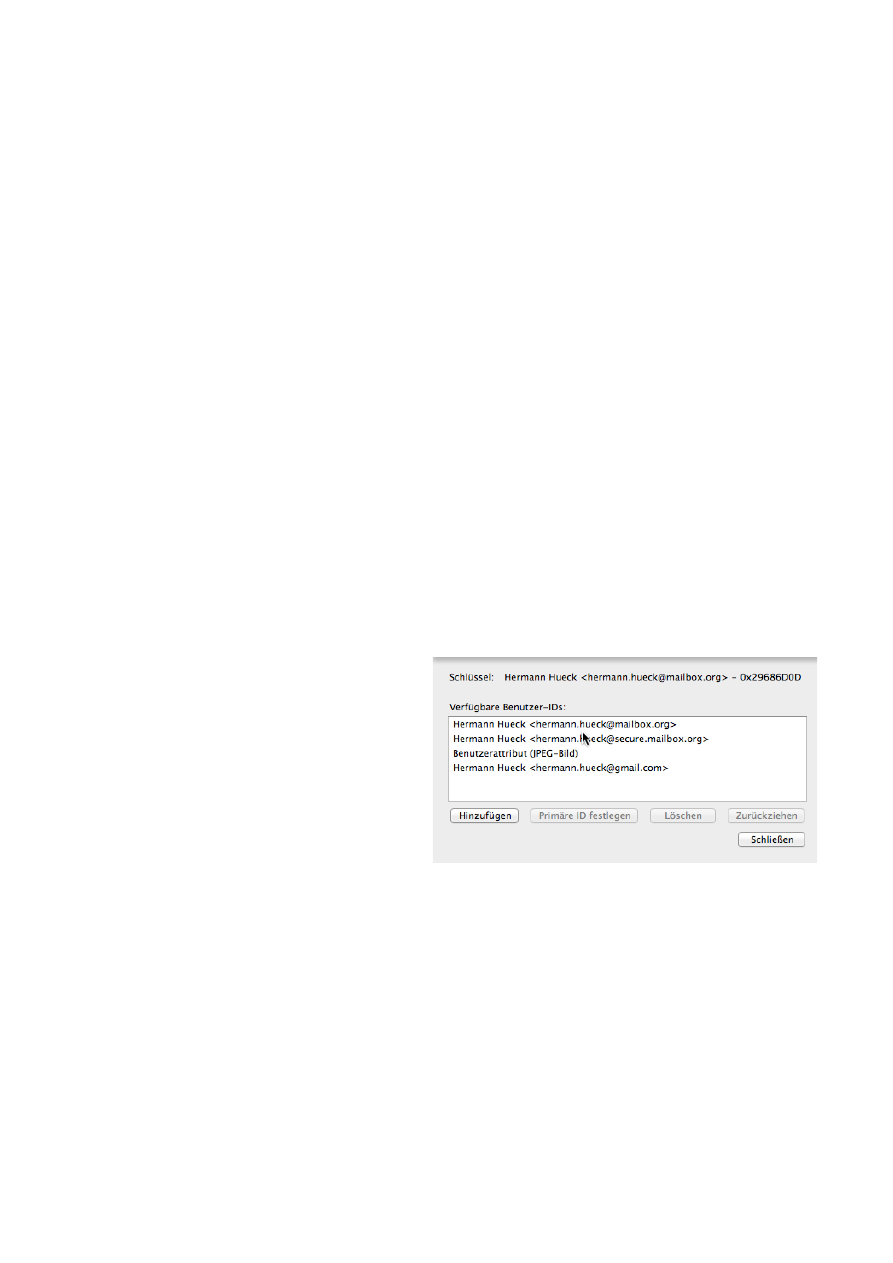 Schlüssel: Hermann Hueck <hermann.hueck@mailbox.org> – 0x29686D0D
Verfügbare Benutzer-IDs:
Hermann Hueck <hermann.hueck@mailbox.org>
Hermann Hueck <hermann.hueck@secure.mailbox.org>
Benutzerattribut (JPEG-Bild)
Hermann Hueck <hermann.hueck@gmail.com>
Hinzufügen Primäre ID festlegen Löschen Zurückziehen
Schließen